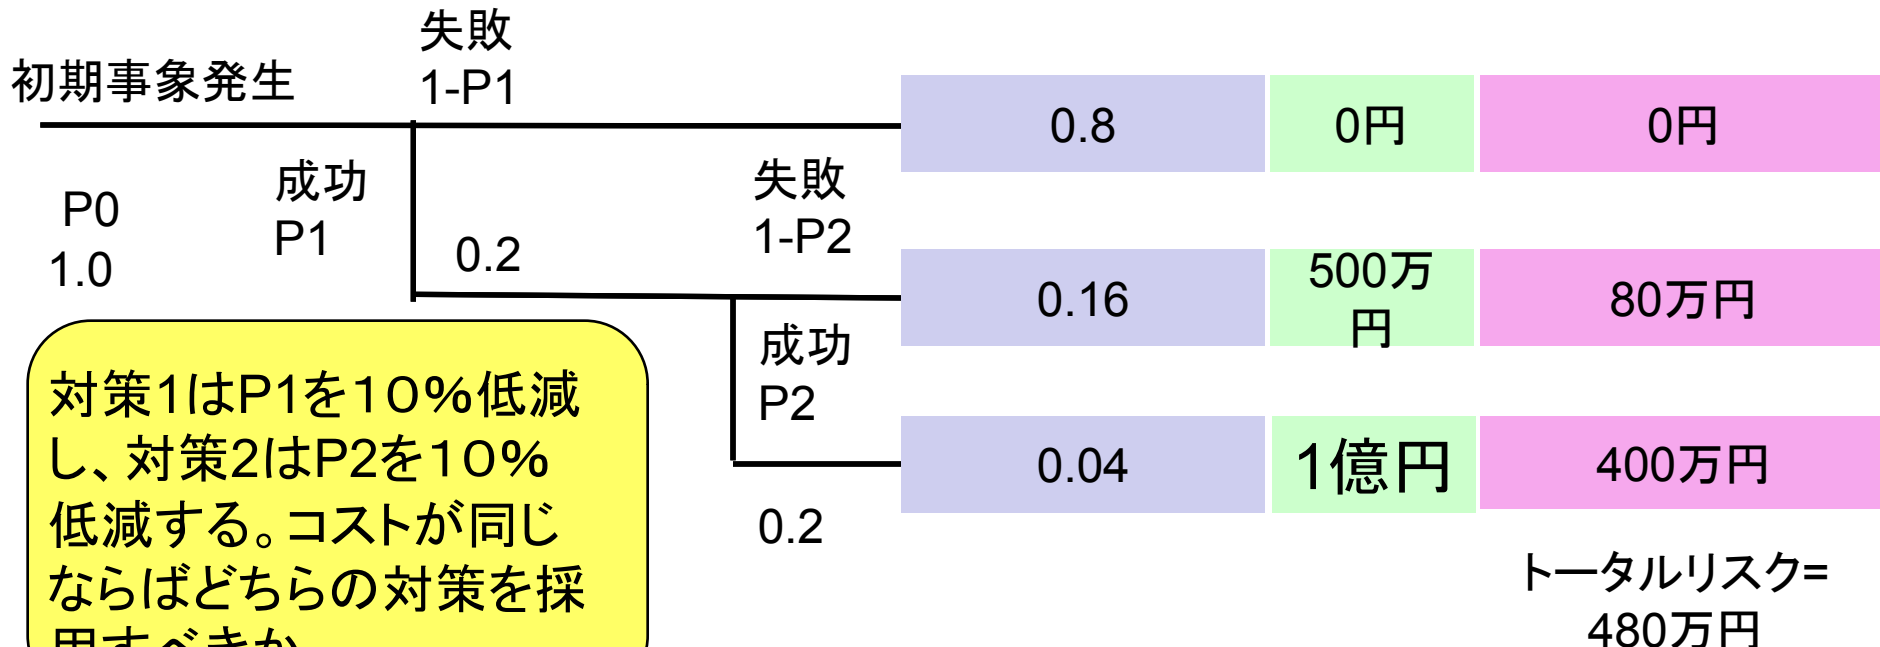 失敗
1-P1
初期事象発生
0.8
0円
0円
成功
P1
失敗
1-P2
P0
1.0
0.2
500万
円
0.16
80万円
成功
P2
対策1はP1を10%低減
し、対策2はP2を10%
低減する。コストが同じ
ならばどちらの対策を採
用すべきか
0.04
1億円
400万円
0.2
トータルリスク=
480万円